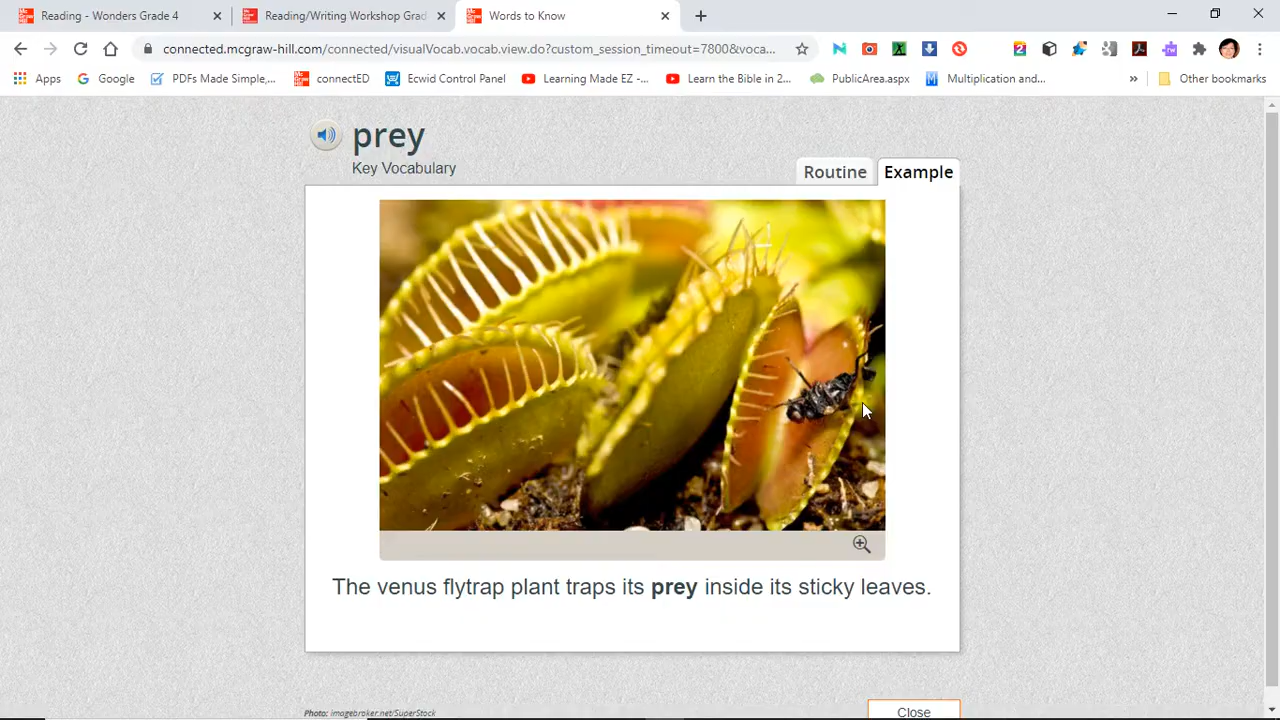 Reading - Wonders Grade 4
Reading/Writing Workshop Grad
Words to Know
connected.mcgraw-hill.com/connected/visualVocab.vocab.view.do?custom_session_timeout=7800&voca...
Apps
Google
PDFs Made Simple,...
connectED
Ecwid Control Panel
Learning Made EZ -...
Learn the Bible in 2...
PublicArea.aspx
Multiplication and...
»
Other bookmarks
prey
Key Vocabulary
Routine
Example
The venus flytrap plant traps its prey inside its sticky leaves.
Photo: imagebroker.net/SuperStock
Close